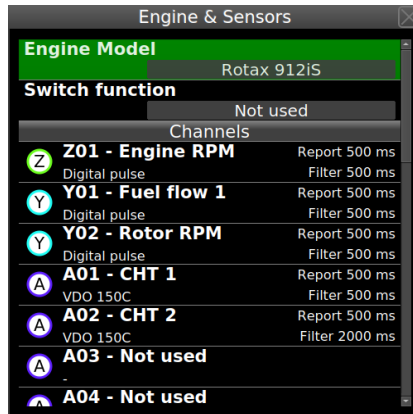 Engine & Sensors
Engine Model
Rotax 912iS
Switch function
Not used
Channels
Z Z01 - Engine RPM Report 500 ms
Digital pulse Filter 500 ms
Y Y01 - Fuel flow 1 Report 500 ms
Digital pulse Filter 500 ms
Y Y02 - Rotor RPM Report 500 ms
Digital pulse Filter 500 ms
A A01 - CHT 1 Report 500 ms
VDO 150C Filter 500 ms
A A02 - CHT 2 Report 500 ms
VDO 150C Filter 2000 ms
A A03 - Not used
-
A A04 - Not used